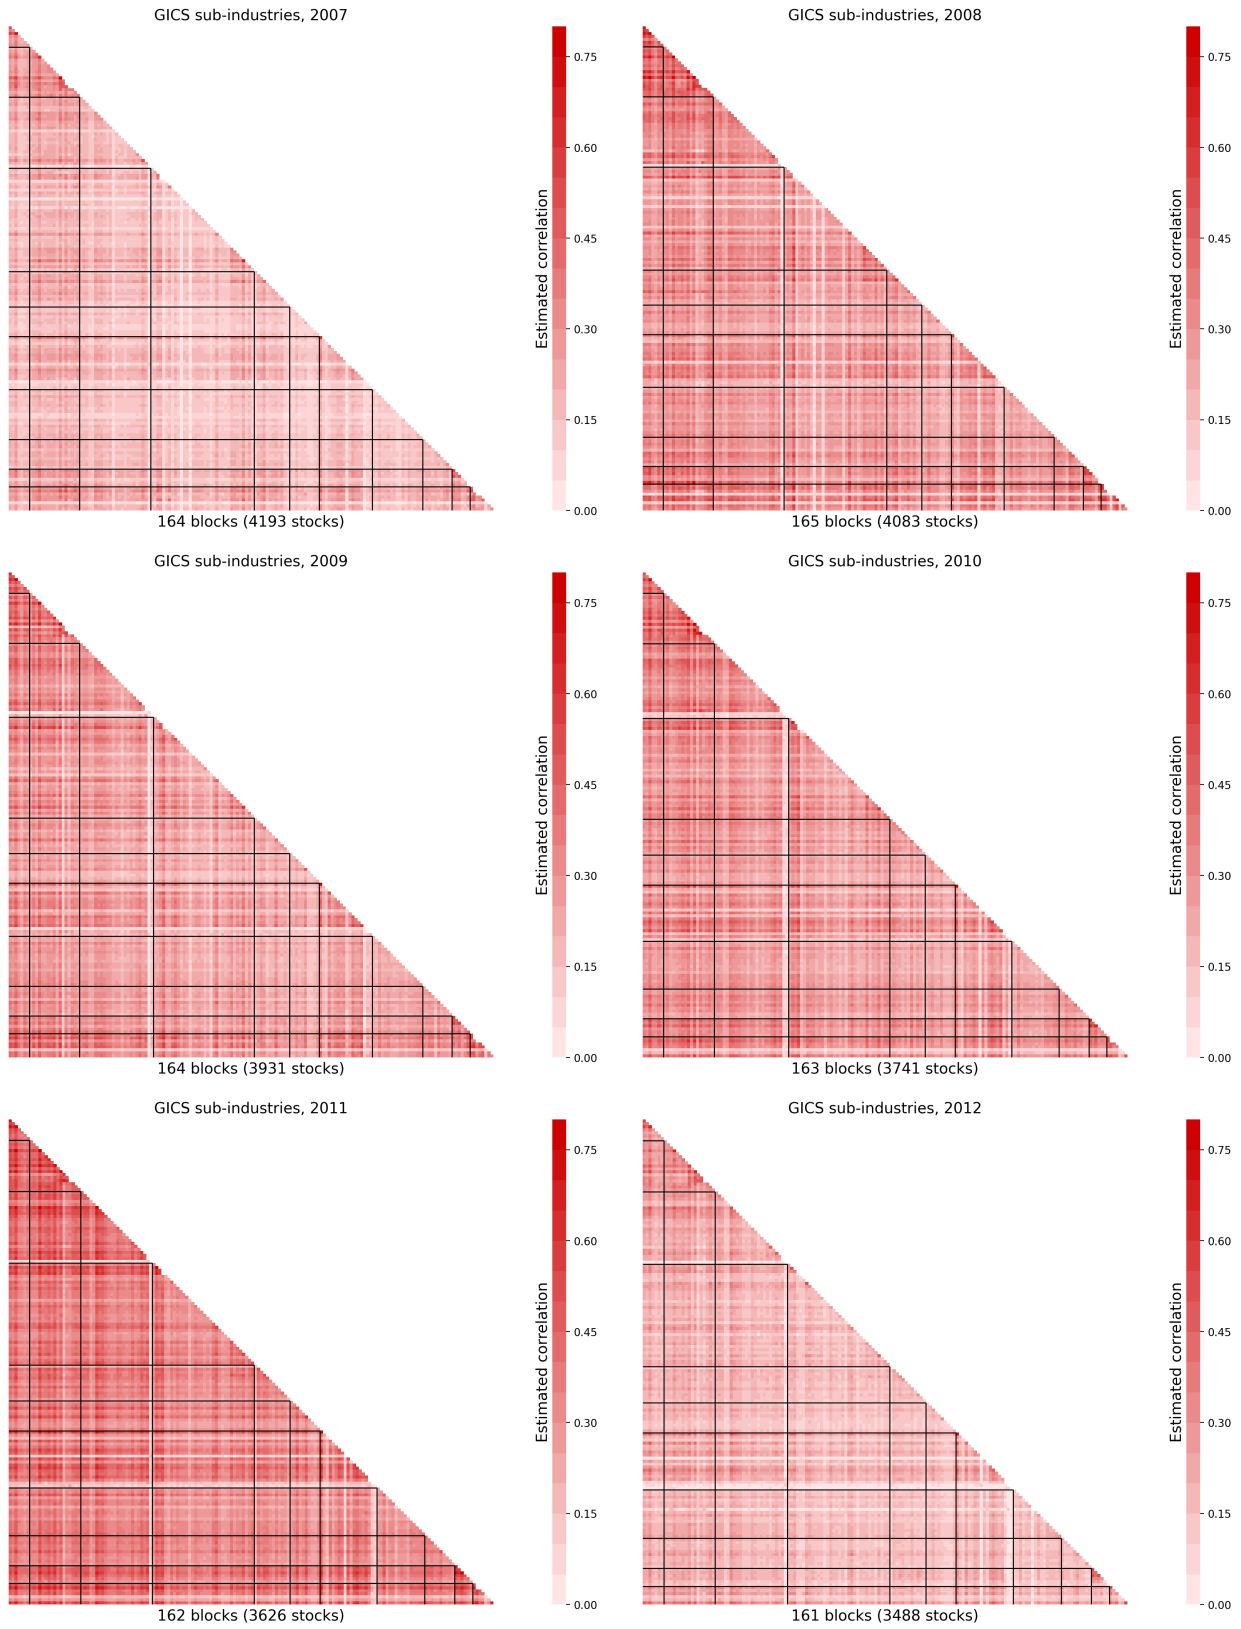 GICS sub-industries, 2007
GICS sub-industries, 2008
0.75
0.60
0.45
0.30
0.15
0.00
Estimated correlation
0.75
0.60
0.45
0.30
0.15
0.00
Estimated correlation
164 blocks (4193 stocks)
165 blocks (4083 stocks)
GICS sub-industries, 2009
GICS sub-industries, 2010
0.75
0.60
0.45
0.30
0.15
0.00
Estimated correlation
0.75
0.60
0.45
0.30
0.15
0.00
Estimated correlation
164 blocks (3931 stocks)
163 blocks (3741 stocks)
GICS sub-industries, 2011
GICS sub-industries, 2012
0.75
0.60
0.45
0.30
0.15
0.00
Estimated correlation
0.75
0.60
0.45
0.30
0.15
0.00
Estimated correlation
162 blocks (3626 stocks)
161 blocks (3488 stocks)